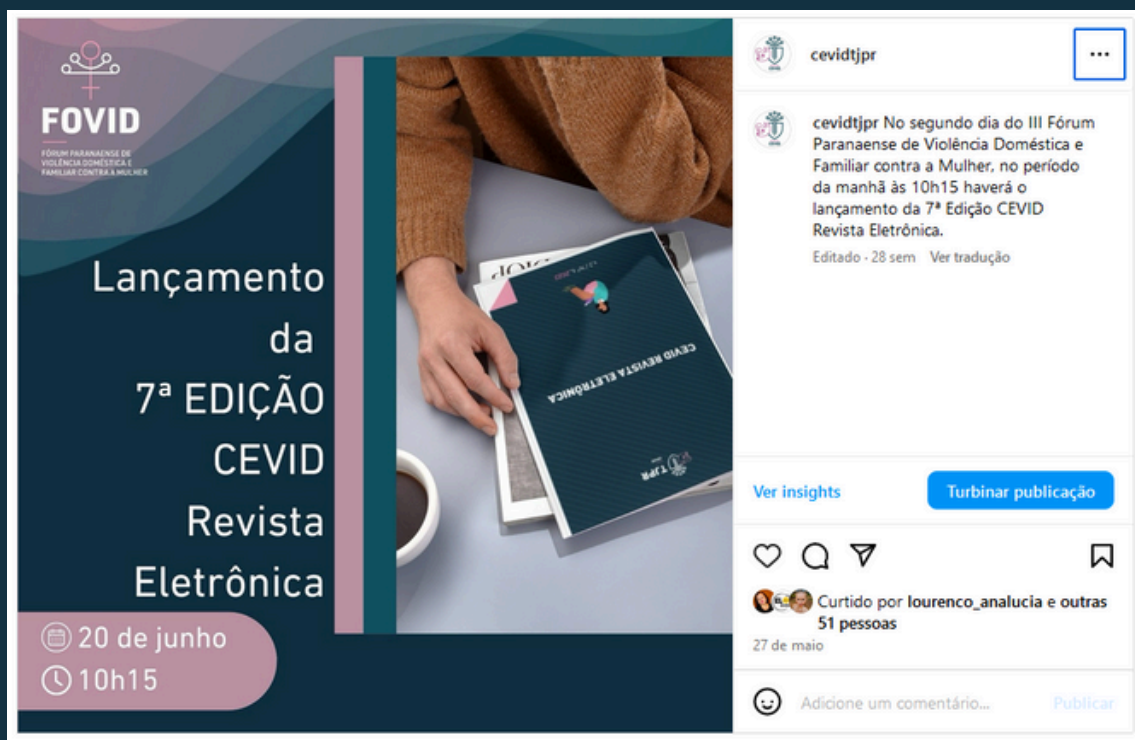 FOVID
FÓRUM PARANAENSE DE
VIOLÊNCIA DOMÉSTICA E
FAMILIAR CONTRA A MULHER
Lançamento
da
7ª EDIÇÃO
CEVID
Revista
Eletrônica
20 de junho
10h15
CEVID REVISTA ELETRÔNICA
TJPR
cevidtjpr
cevidtjpr No segundo dia do III Fórum
Paranaense de Violência Doméstica e
Familiar contra a Mulher, no período
da manhã às 10h15 haverá o
lançamento da 7ª Edição CEVID
Revista Eletrônica.
Editado · 28 sem Ver tradução
Ver insights
Turbinar publicação
Curtido por lourenco_analucia e outras
51 pessoas
27 de maio
Adicione um comentário...
Publicar